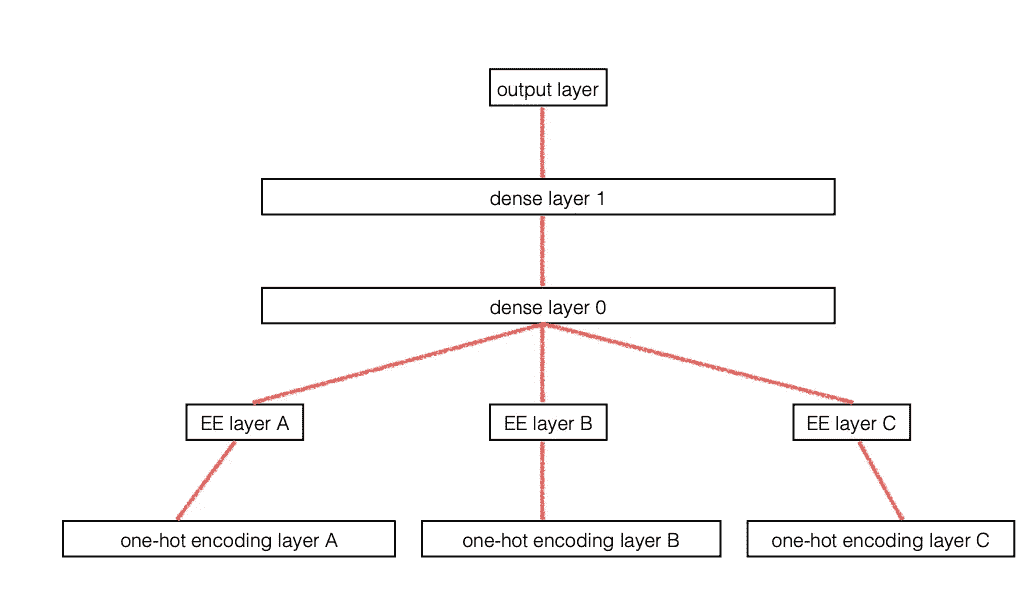 output layer
dense layer 1
dense layer 0
EE layer A
EE layer B
EE layer C
one-hot encoding layer A
one-hot encoding layer B
one-hot encoding layer C